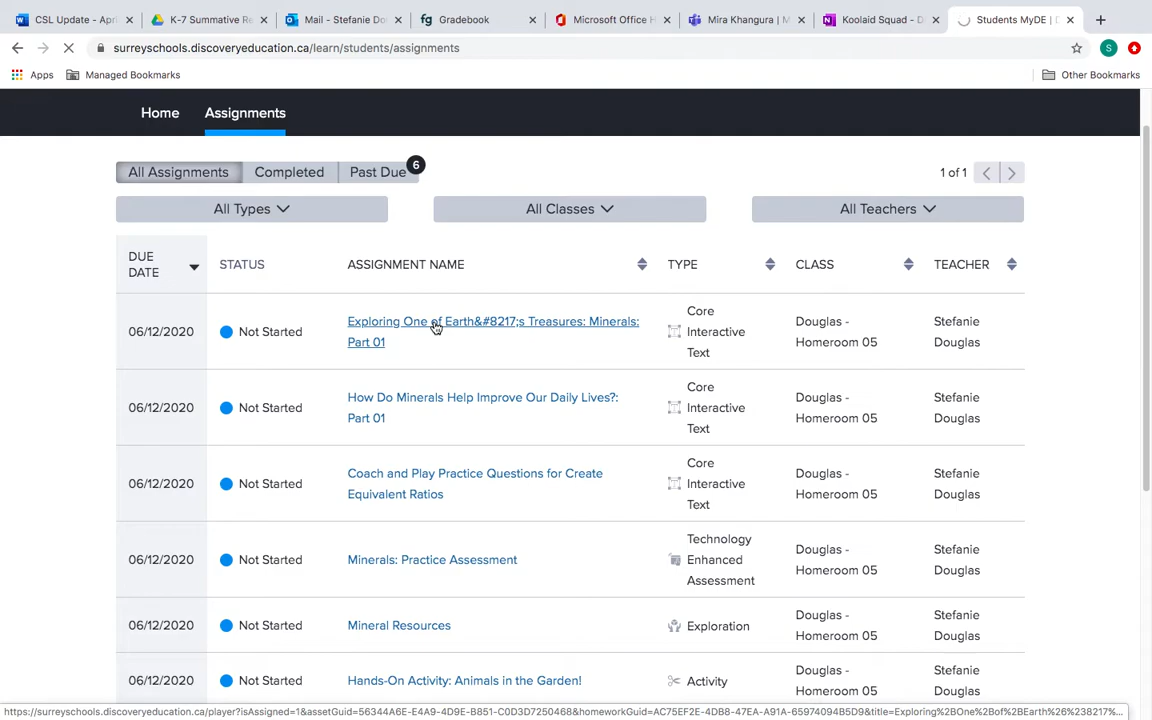 CSL Update - Apri
K-7 Summative Re
Mail - Stefanie Do
Gradebook
Microsoft Office H
Mira Khangura | M
Koolaid Squad - D
Students MyDE | D
surreyschools.discoveryeducation.ca/learn/students/assignments
S
Apps
Managed Bookmarks
Other Bookmarks
Home
Assignments
All Assignments
Completed
Past Due
6
1 of 1
All Types
All Classes
All Teachers
DUE
DATE
STATUS
ASSIGNMENT NAME
TYPE
CLASS
TEACHER
06/12/2020
Not Started
Exploring One of Earth&#8217;s Treasures: Minerals:
Part 01
Core
Interactive
Text
Douglas -
Homeroom 05
Stefanie
Douglas
06/12/2020
Not Started
How Do Minerals Help Improve Our Daily Lives?:
Part 01
Core
Interactive
Text
Douglas -
Homeroom 05
Stefanie
Douglas
06/12/2020
Not Started
Coach and Play Practice Questions for Create
Equivalent Ratios
Core
Interactive
Text
Douglas -
Homeroom 05
Stefanie
Douglas
06/12/2020
Not Started
Minerals: Practice Assessment
Technology
Enhanced
Assessment
Douglas -
Homeroom 05
Stefanie
Douglas
06/12/2020
Not Started
Mineral Resources
Exploration
Douglas -
Homeroom 05
Stefanie
Douglas
06/12/2020
Not Started
Hands-On Activity: Animals in the Garden!
Activity
Douglas -
Homeroom 05
Stefanie
Douglas
https://surreyschools.discoveryeducation.ca/player?isAssigned=1&assetGuid=56344A6E-E4A9-4D9E-B851-C0D3D7250468&homeworkGuid=AC75EF2E-4DB8-47EA-A91A-65974094B5D9&title=Exploring%2BOne%2Bof%2BEarth%26%238217%...